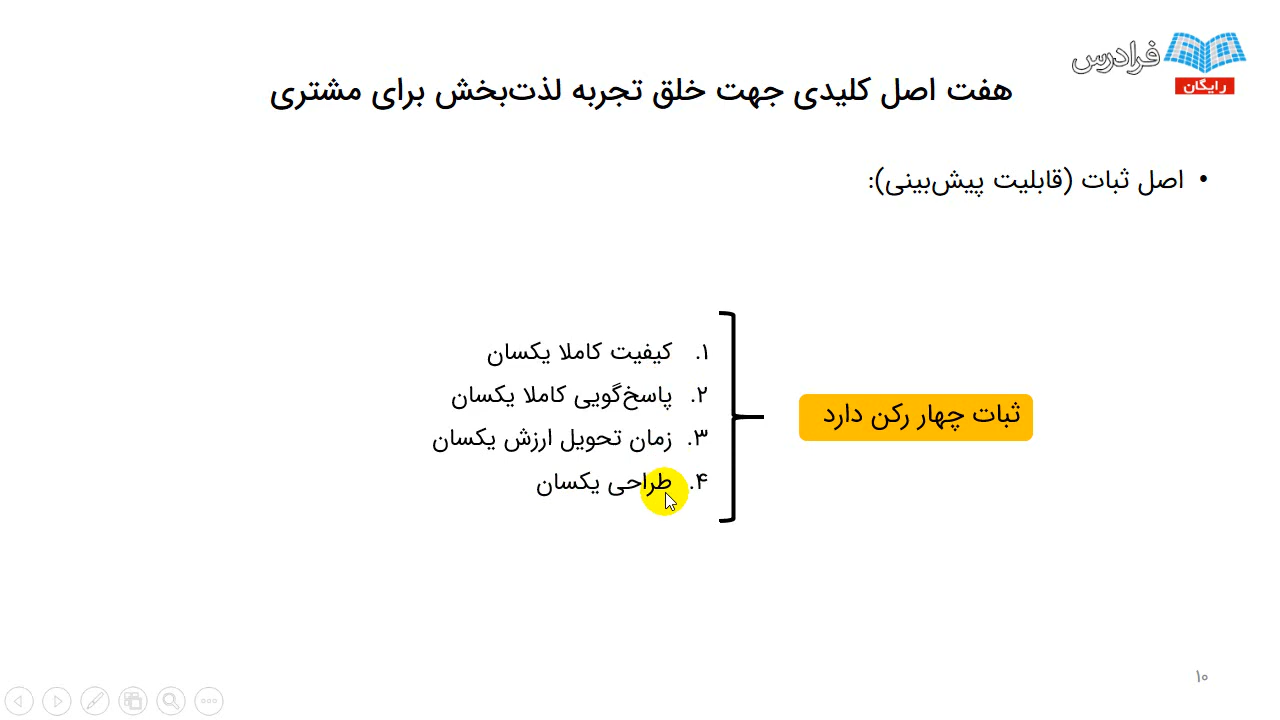 فرادرس
رایگان
هفت اصل کلیدی جهت خلق تجربه لذت‌بخش برای مشتری
• اصل ثبات (قابلیت پیش‌بینی):
ثبات چهار رکن دارد
۱. کیفیت کاملا یکسان
۲. پاسخ‌گویی کاملا یکسان
۳. زمان تحویل ارزش یکسان
۴. طراحی یکسان
۱۰